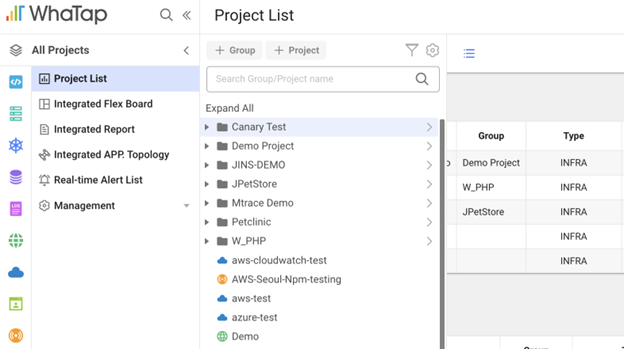 WhaTap
All Projects
Project List
Integrated Flex Board
Integrated Report
Integrated APP. Topology
Real-time Alert List
Management
Project List
+ Group
+ Project
Search Group/Project name
Expand All
Canary Test
Demo Project
JINS-DEMO
JPetStore
Mtrace Demo
Petclinic
W_PHP
aws-cloudwatch-test
AWS-Seoul-Npm-testing
aws-test
azure-test
Demo
Group Type
Demo Project INFRA
W_PHP INFRA
JPetStore INFRA
INFRA
INFRA